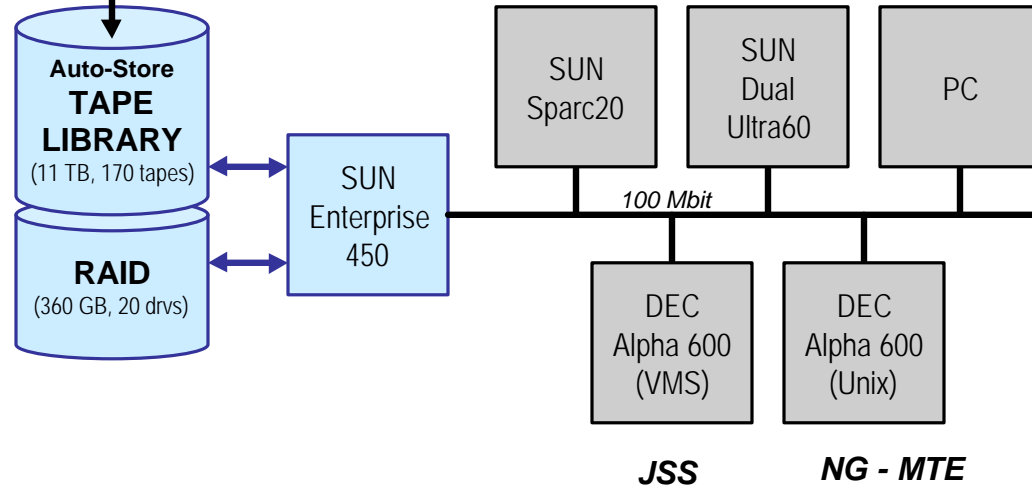 Auto-Store
TAPE
LIBRARY
(11 TB, 170 tapes)
RAID
(360 GB, 20 drvs)
SUN
Enterprise
450
SUN
Sparc20
SUN
Dual
Ultra60
PC
100 Mbit
DEC
Alpha 600
(VMS)
DEC
Alpha 600
(Unix)
JSS
NG - MTE